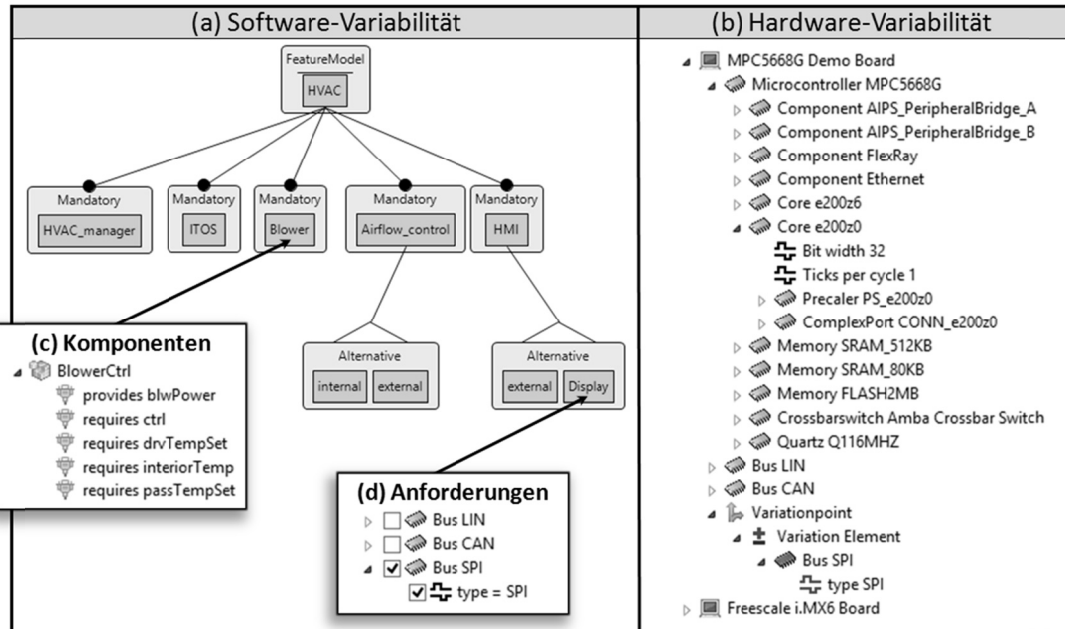 (a) Software-Variabilität
FeatureModel
HVAC
Mandatory
HVAC_manager
Mandatory
ITOS
Mandatory
Blower
Mandatory
Airflow_control
Mandatory
HMI
Alternative
internal
external
Alternative
external
Display
(c) Komponenten
BlowerCtrl
provides blwPower
requires ctrl
requires drvTempSet
requires interiorTemp
requires passTempSet
(d) Anforderungen
Bus LIN
Bus CAN
Bus SPI
type = SPI
(b) Hardware-Variabilität
MPC5668G Demo Board
Microcontroller MPC5668G
Component AIPS_PeripheralBridge_A
Component AIPS_PeripheralBridge_B
Component FlexRay
Component Ethernet
Core e200z6
Core e200z0
Bit width 32
Ticks per cycle 1
Precaler PS_e200z0
ComplexPort CONN_e200z0
Memory SRAM_512KB
Memory SRAM_80KB
Memory FLASH2MB
Crossbarswitch Amba Crossbar Switch
Quartz Q116MHZ
Bus LIN
Bus CAN
Variationpoint
Variation Element
Bus SPI
type SPI
Freescale i.MX6 Board